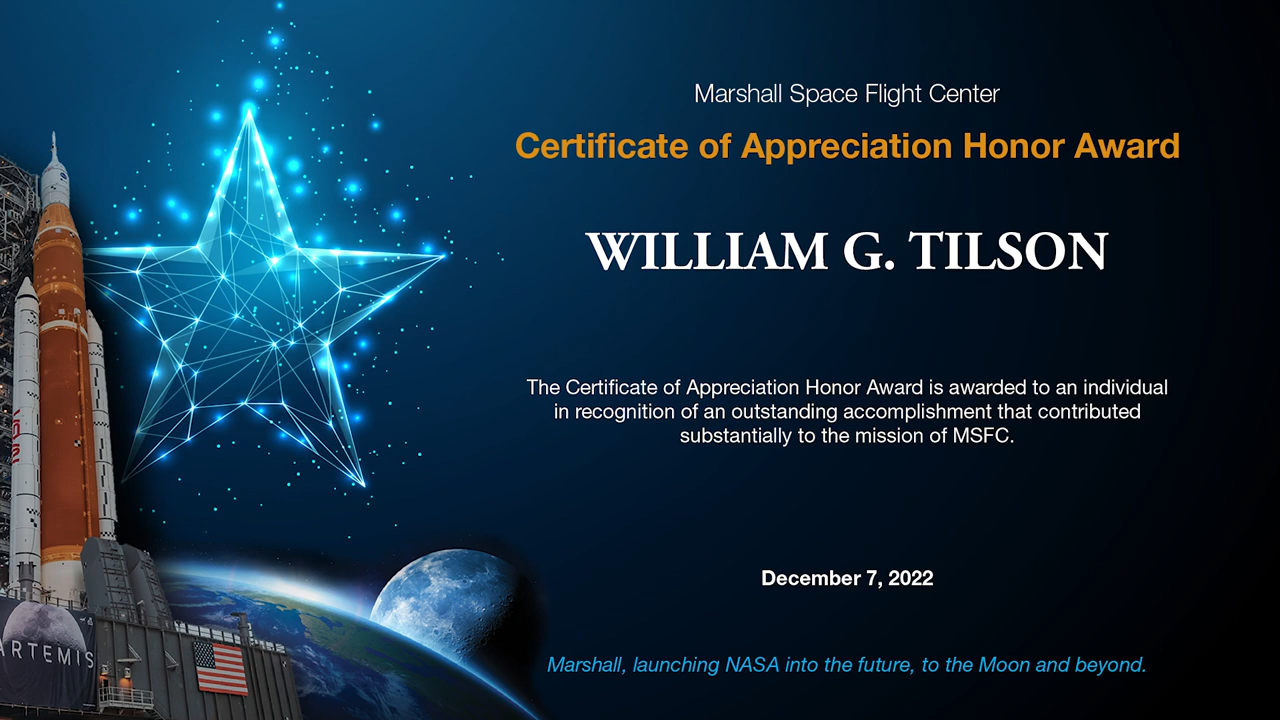 Marshall Space Flight Center
Certificate of Appreciation Honor Award
WILLIAM G. TILSON
The Certificate of Appreciation Honor Award is awarded to an individual
in recognition of an outstanding accomplishment that contributed
substantially to the mission of MSFC.
December 7, 2022
Marshall, launching NASA into the future, to the Moon and beyond.
ARTEMIS